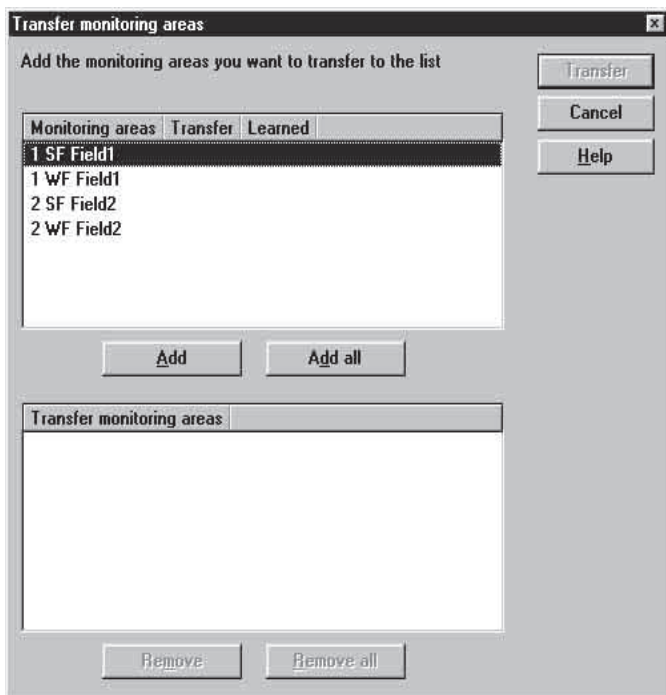 Transfer monitoring areas
Add the monitoring areas you want to transfer to the list
Transfer
Cancel
Help
Monitoring areas Transfer Learned
1 SF Field1
1 WF Field1
2 SF Field2
2 WF Field2
Add Add all
Transfer monitoring areas
Remove Remove all